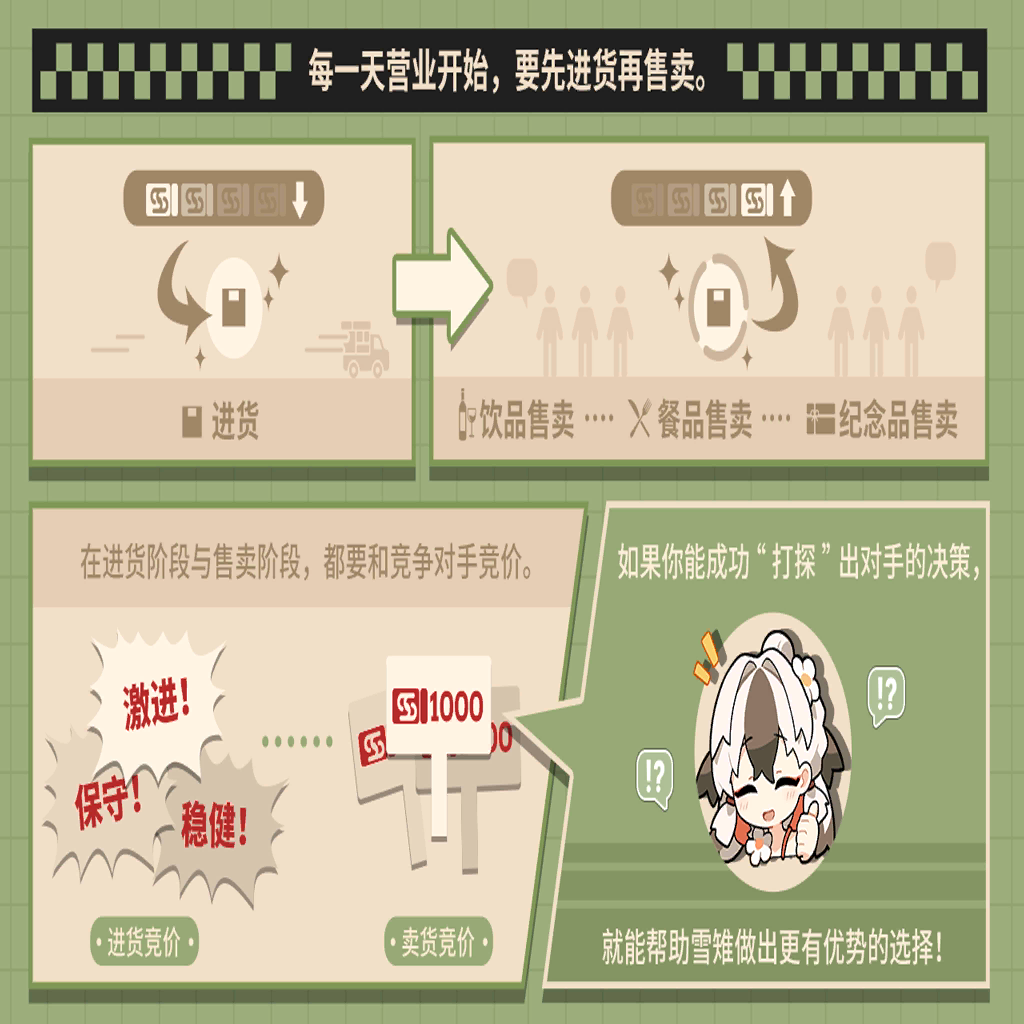 每一天营业开始，要先进货再售卖。
进货
饮品售卖 ···· 餐品售卖 ···· 纪念品售卖
在进货阶段与售卖阶段，都要和竞争对手竞价。
激进！
保守！
稳健！
1000
00
· 进货竞价 ·
· 卖货竞价 ·
如果你能成功“打探”出对手的决策，
!?
!?
就能帮助雪雉做出更有优势的选择！